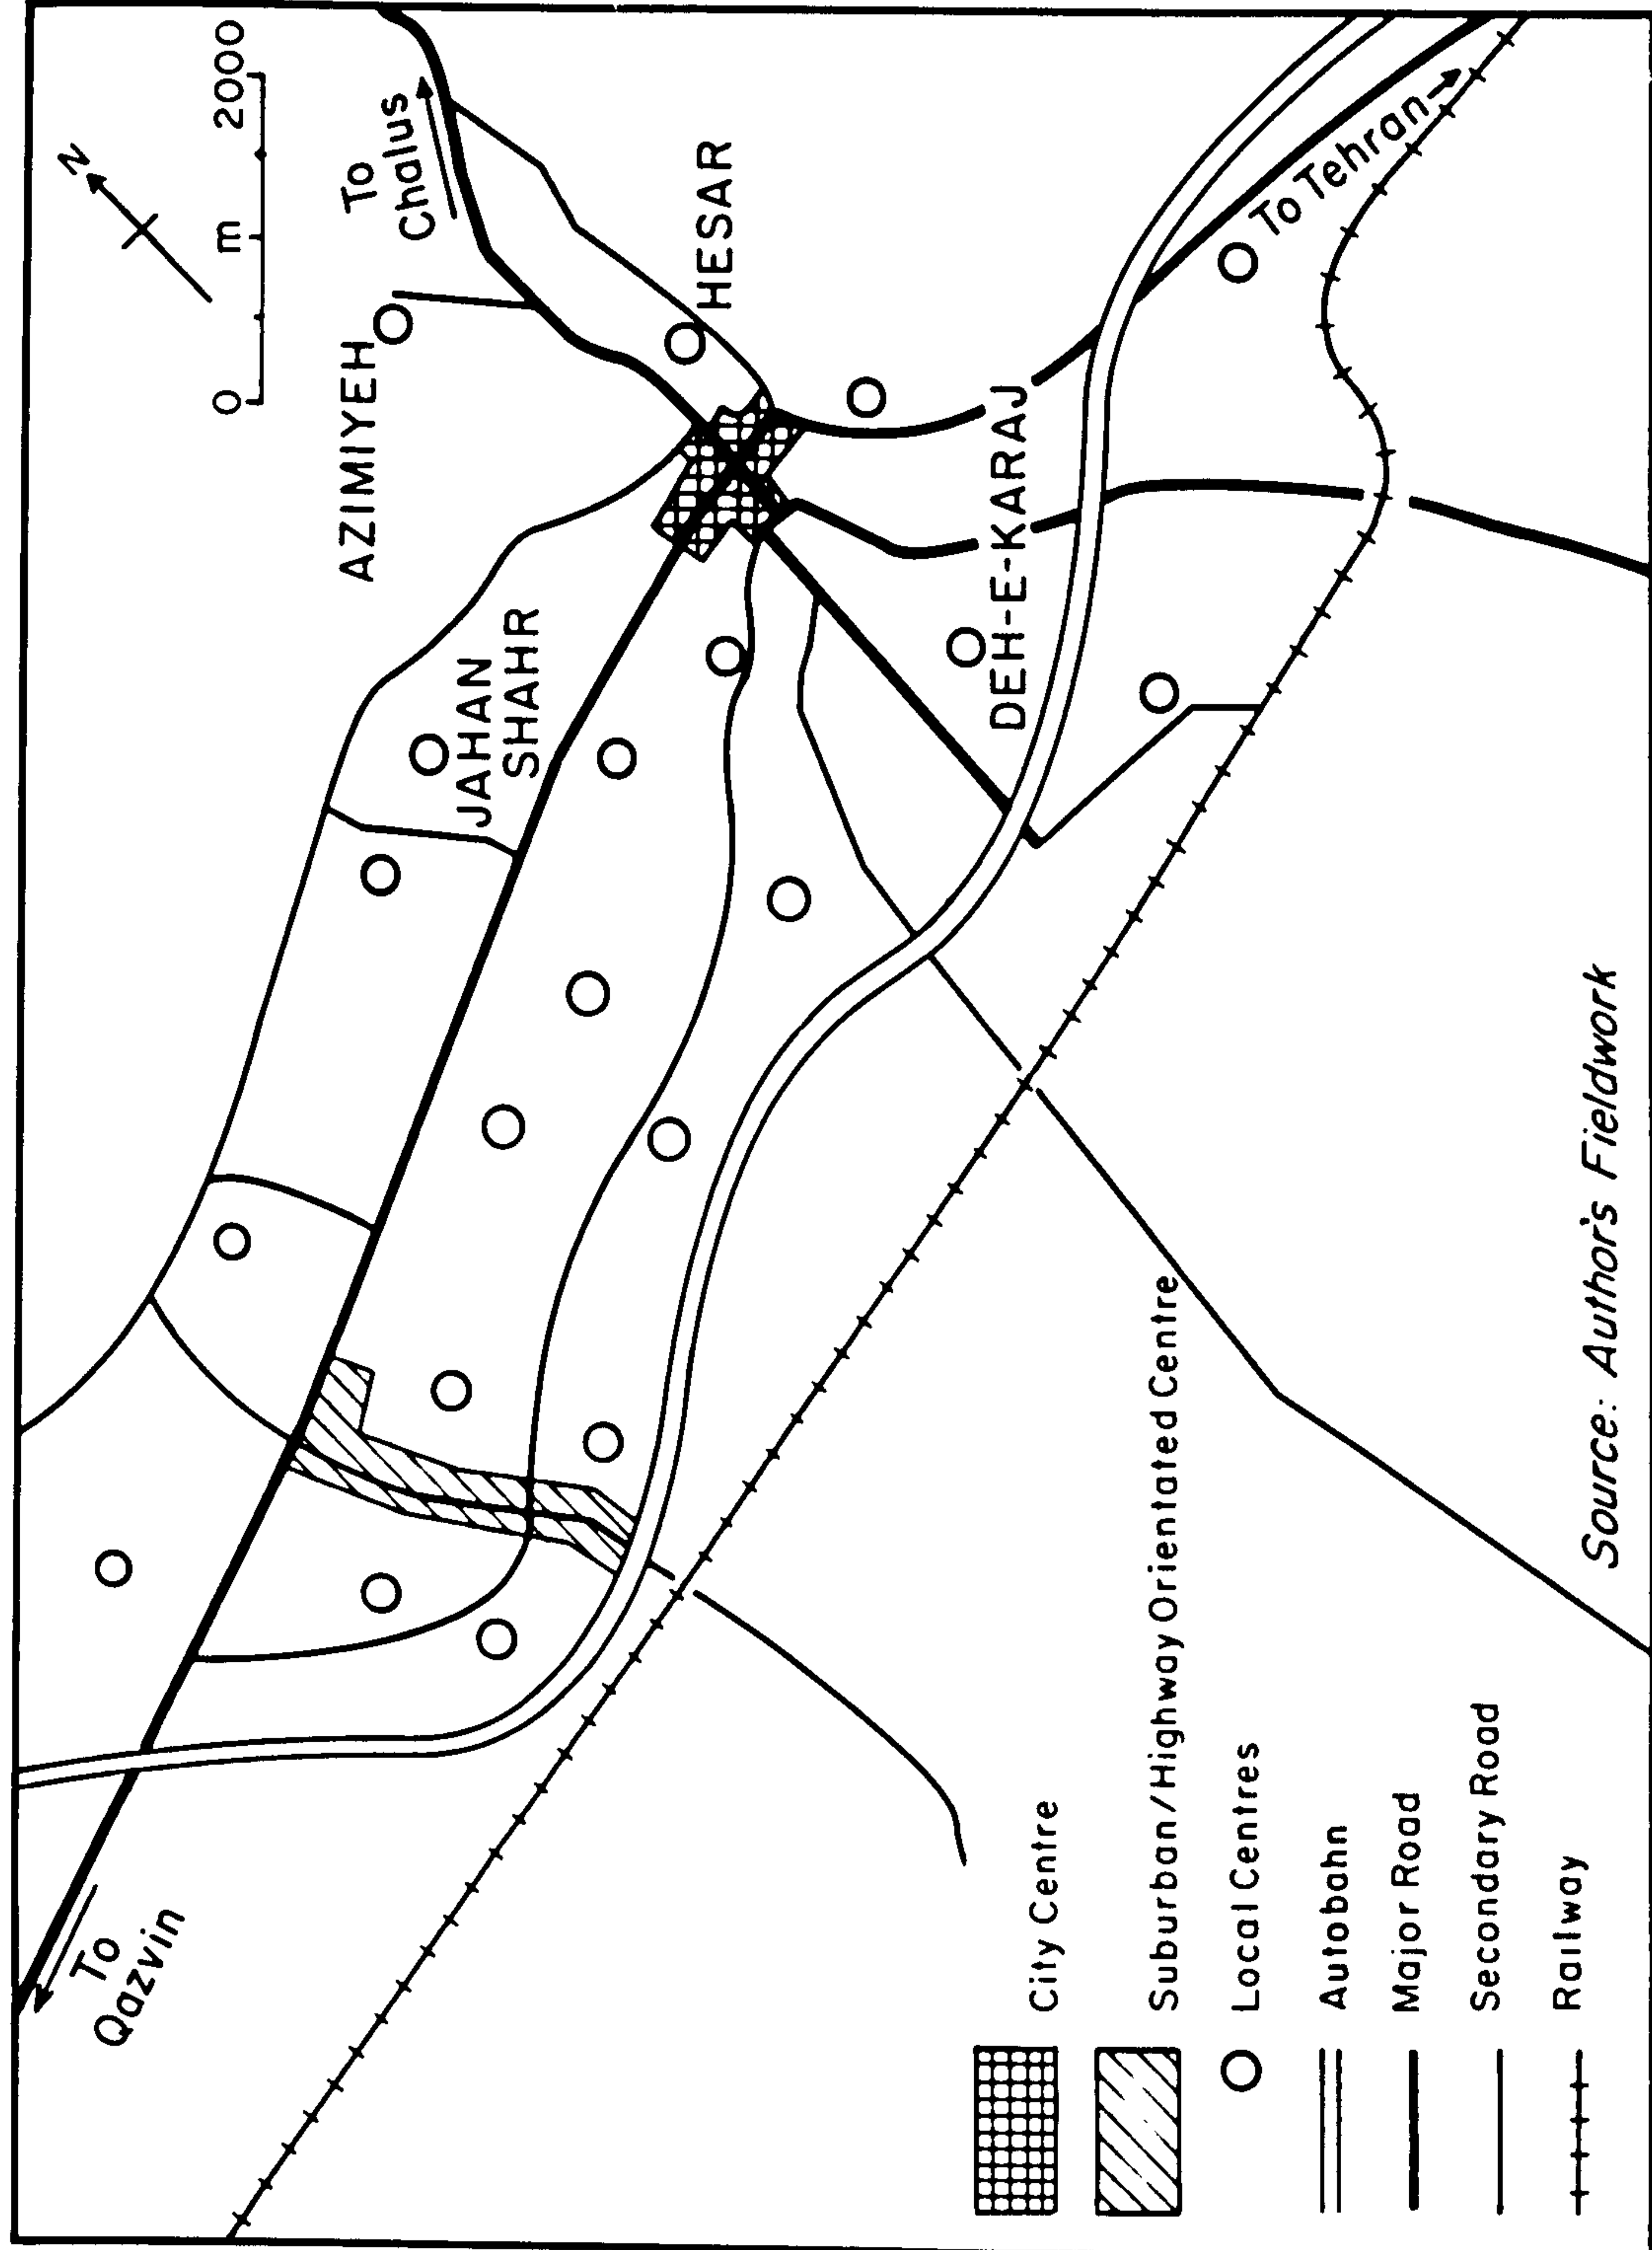 To
Qazvin
JAHAN
SHAHR
AZIMIYEH
To
Chalus
N
0 m 2000
HESAR
DEH-E-KARAJ
To Tehran
City Centre
Suburban/Highway Orientated Centre
Local Centres
Autobahn
Major Road
Secondary Road
Railway
Source: Author's Fieldwork